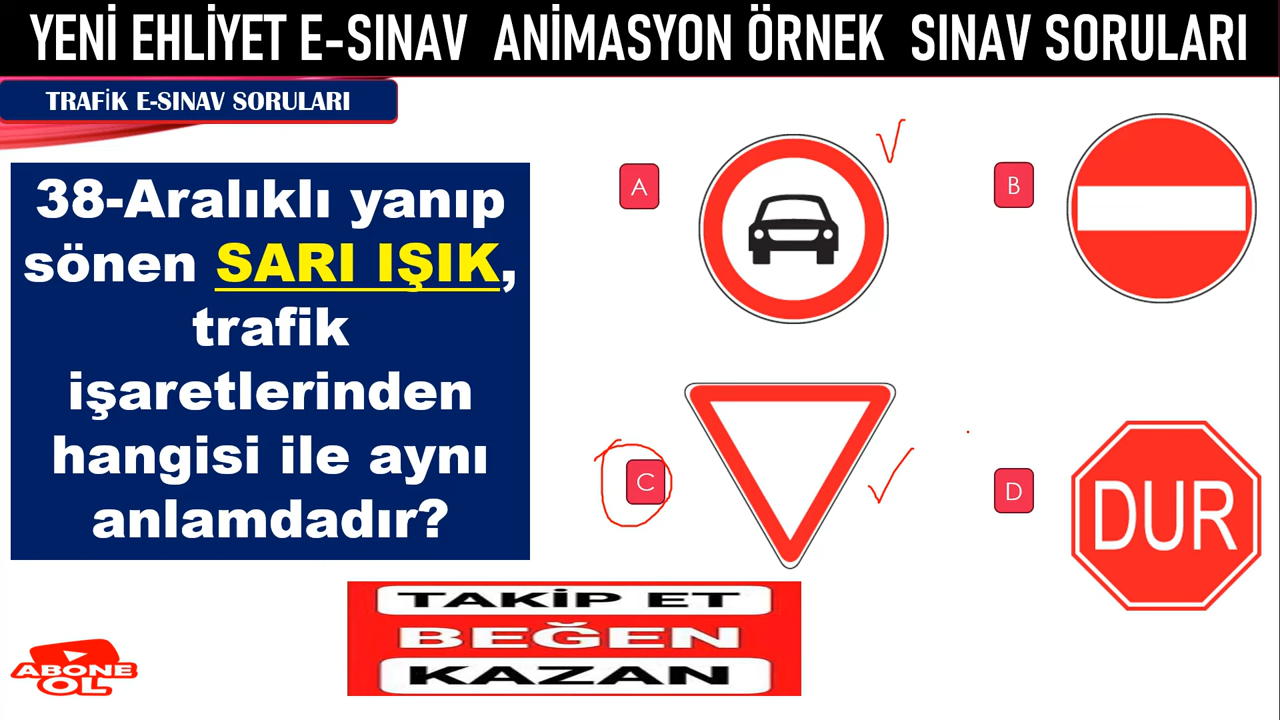 YENİ EHLİYET E-SINAV ANİMASYON ÖRNEK SINAV SORULARI
TRAFİK E-SINAV SORULARI
38-Aralıklı yanıp
sönen SARI IŞIK,
trafik
işaretlerinden
hangisi ile aynı
anlamdadır?
A
B
C
D
DUR
TAKİP ET
BEĞEN
KAZAN
ABONE
OL